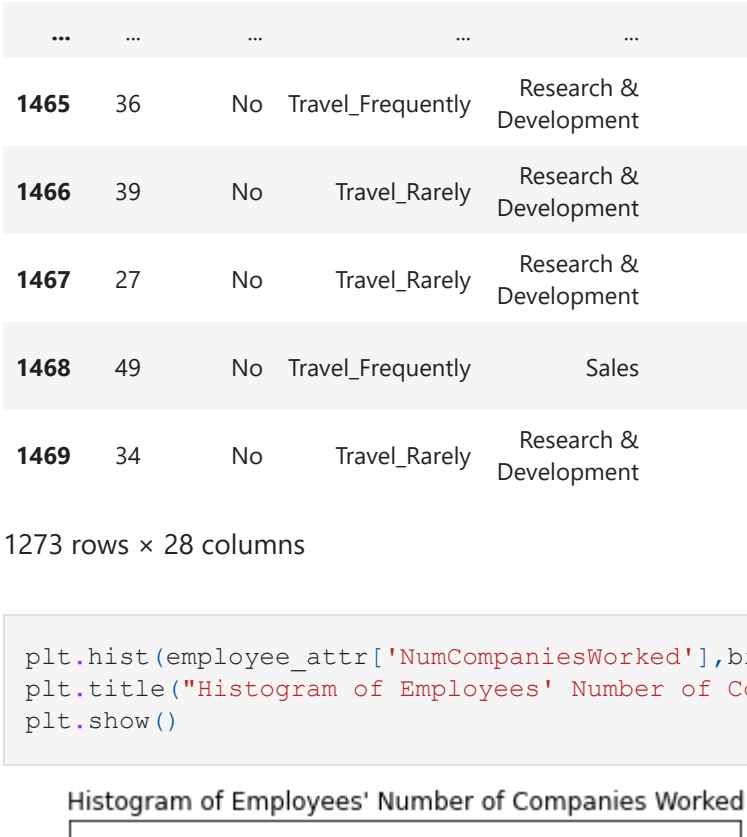 ... ... ... ... ...
1465 36 No Travel_Frequently Research &
Development
1466 39 No Travel_Rarely Research &
Development
1467 27 No Travel_Rarely Research &
Development
1468 49 No Travel_Frequently Sales
1469 34 No Travel_Rarely Research &
Development
1273 rows × 28 columns
plt.hist(employee_attr['NumCompaniesWorked'],b
plt.title("Histogram of Employees' Number of C
plt.show()
Histogram of Employees' Number of Companies Worked